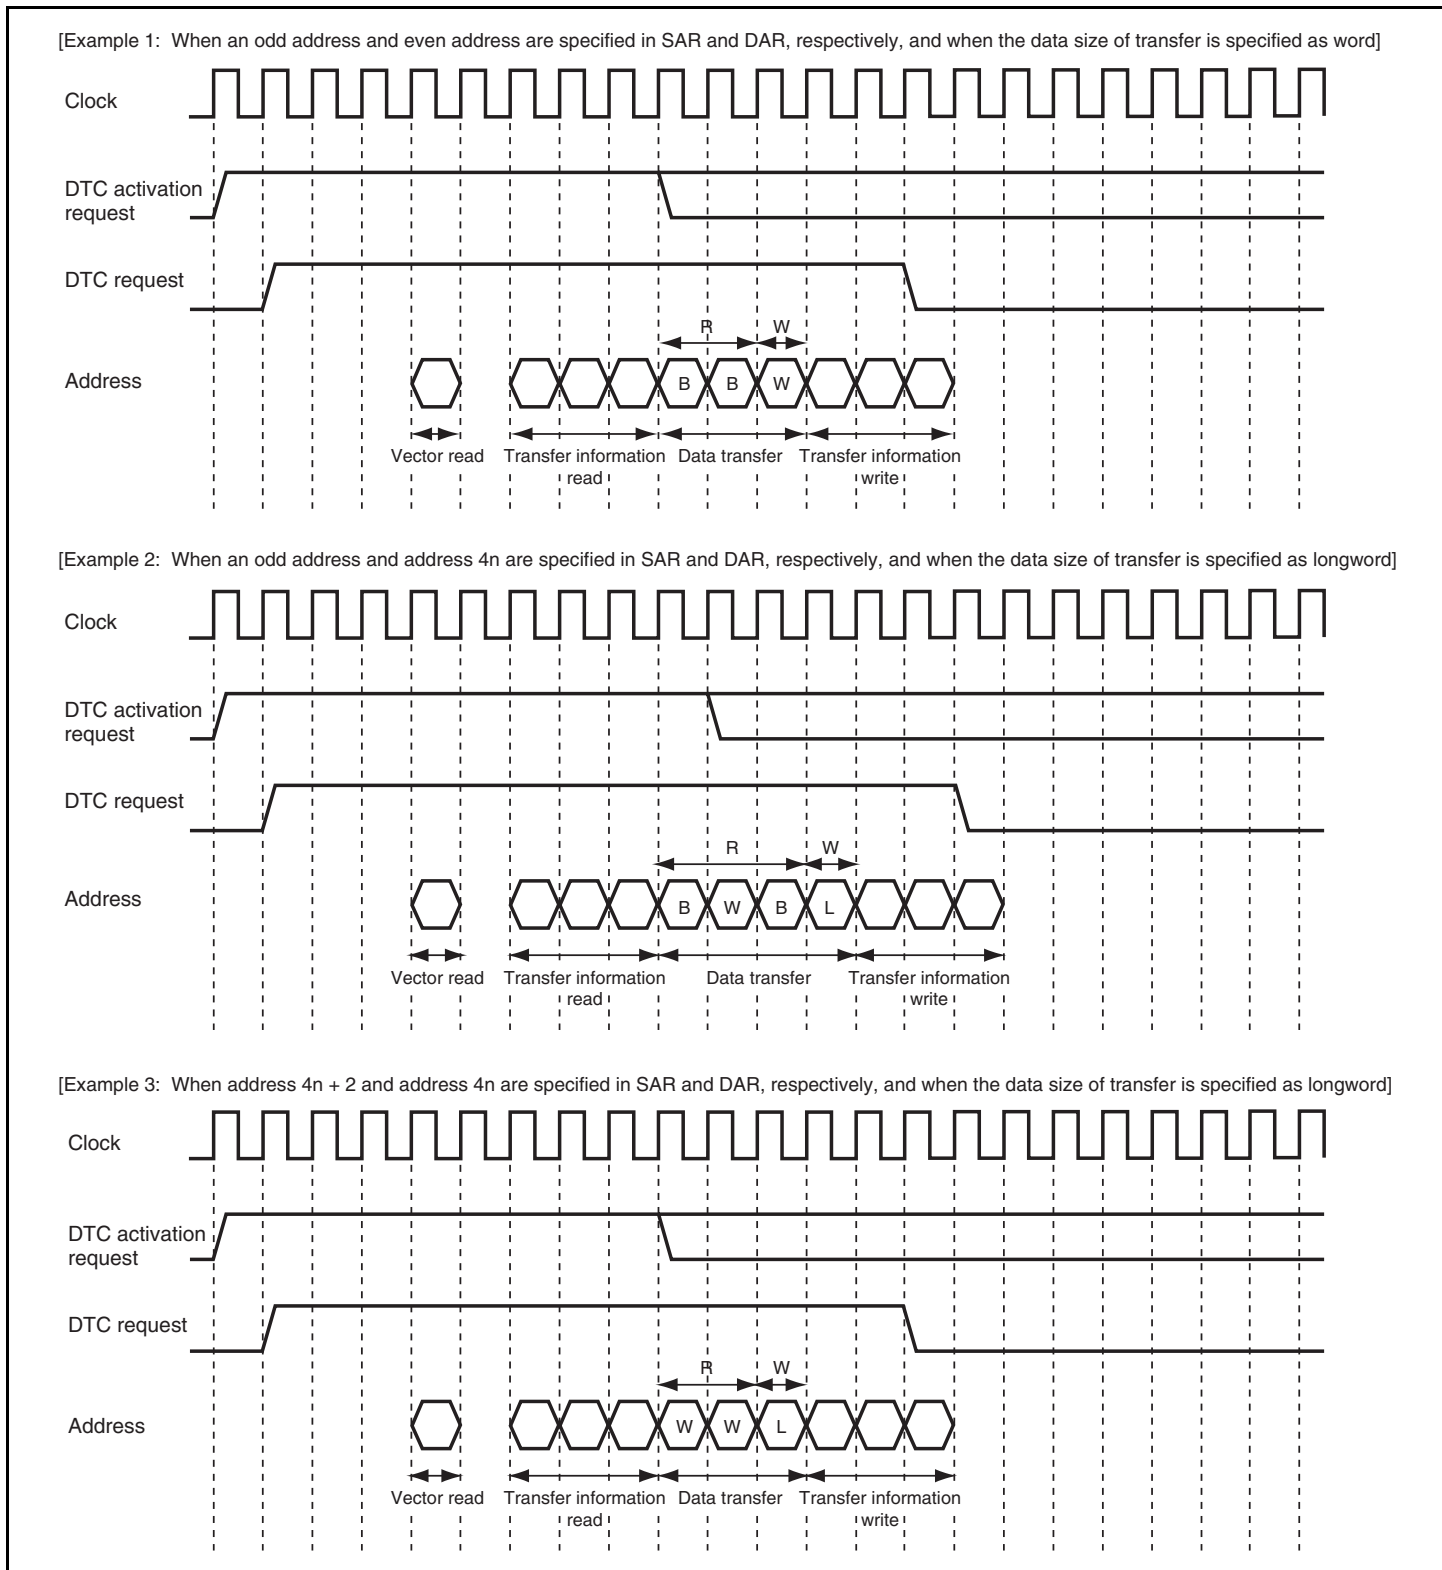 [Example 1: When an odd address and even address are specified in SAR and DAR, respectively, and when the data size of transfer is specified as word]
Clock
DTC activation
request
DTC request
R W
Address
B B W
Vector read Transfer information Data transfer Transfer information
read write
[Example 2: When an odd address and address 4n are specified in SAR and DAR, respectively, and when the data size of transfer is specified as longword]
Clock
DTC activation
request
DTC request
R W
Address
B W B L
Vector read Transfer information Data transfer Transfer information
read write
[Example 3: When address 4n + 2 and address 4n are specified in SAR and DAR, respectively, and when the data size of transfer is specified as longword]
Clock
DTC activation
request
DTC request
R W
Address
W W L
Vector read Transfer information Data transfer Transfer information
read write